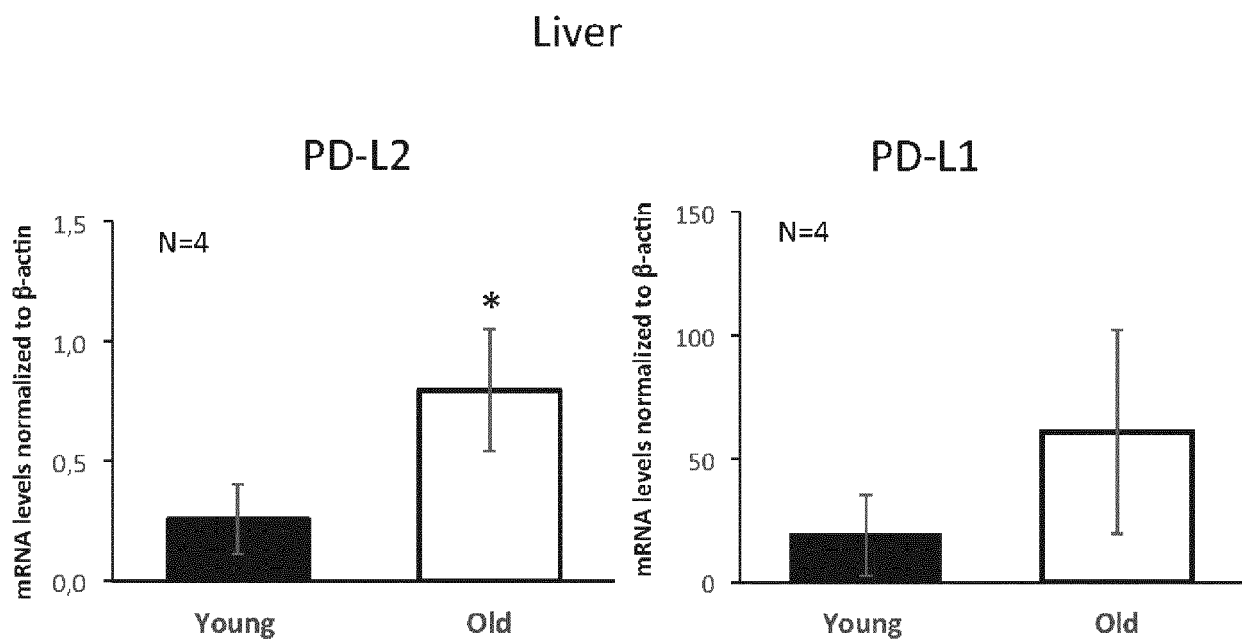 Liver
PD-L2
mRNA levels normalized to β-actin
1,5
1,0
0,5
0,0
N=4
*
Young
Old
PD-L1
mRNA levels normalized to β-actin
150
100
50
0
N=4
Young
Old